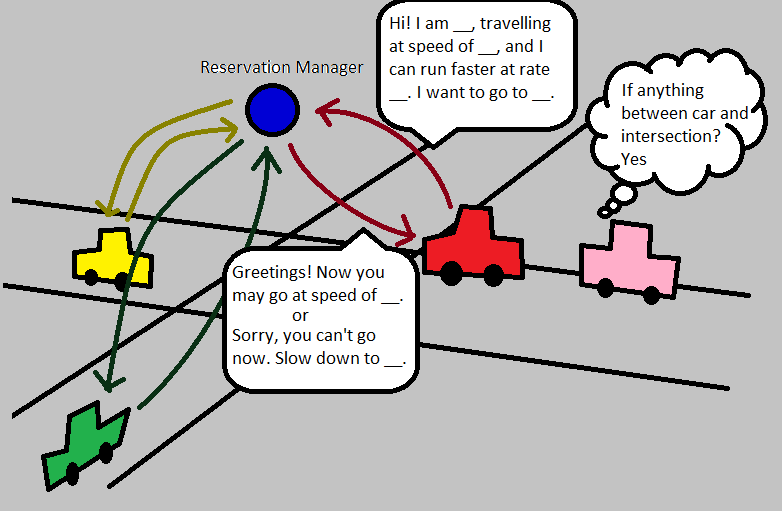 Hi! I am __, travelling
at speed of __, and I
can run faster at rate
__. I want to go to __.
Reservation Manager
If anything
between car and
intersection?
Yes
Greetings! Now you
may go at speed of __.
or
Sorry, you can't go
now. Slow down to __.